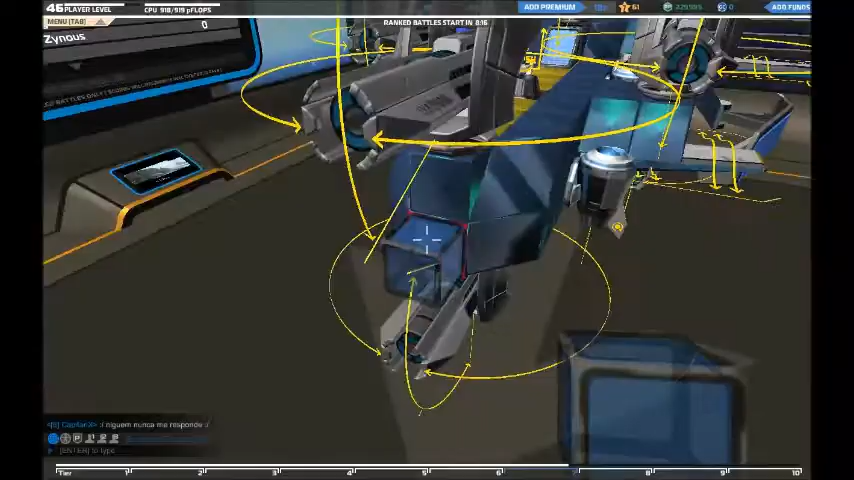 46 PLAYER LEVEL
CPU 918/919 pFLOPS
ADD PREMIUM
61
0
ADD FUNDS
MENU [TAB]
RANKED BATTLES START IN 8:16
Zynous
0
:/ niguem nunca me responde :/
[ENTER] to type
Tier 1 2 3 4 5 6 8 9 10